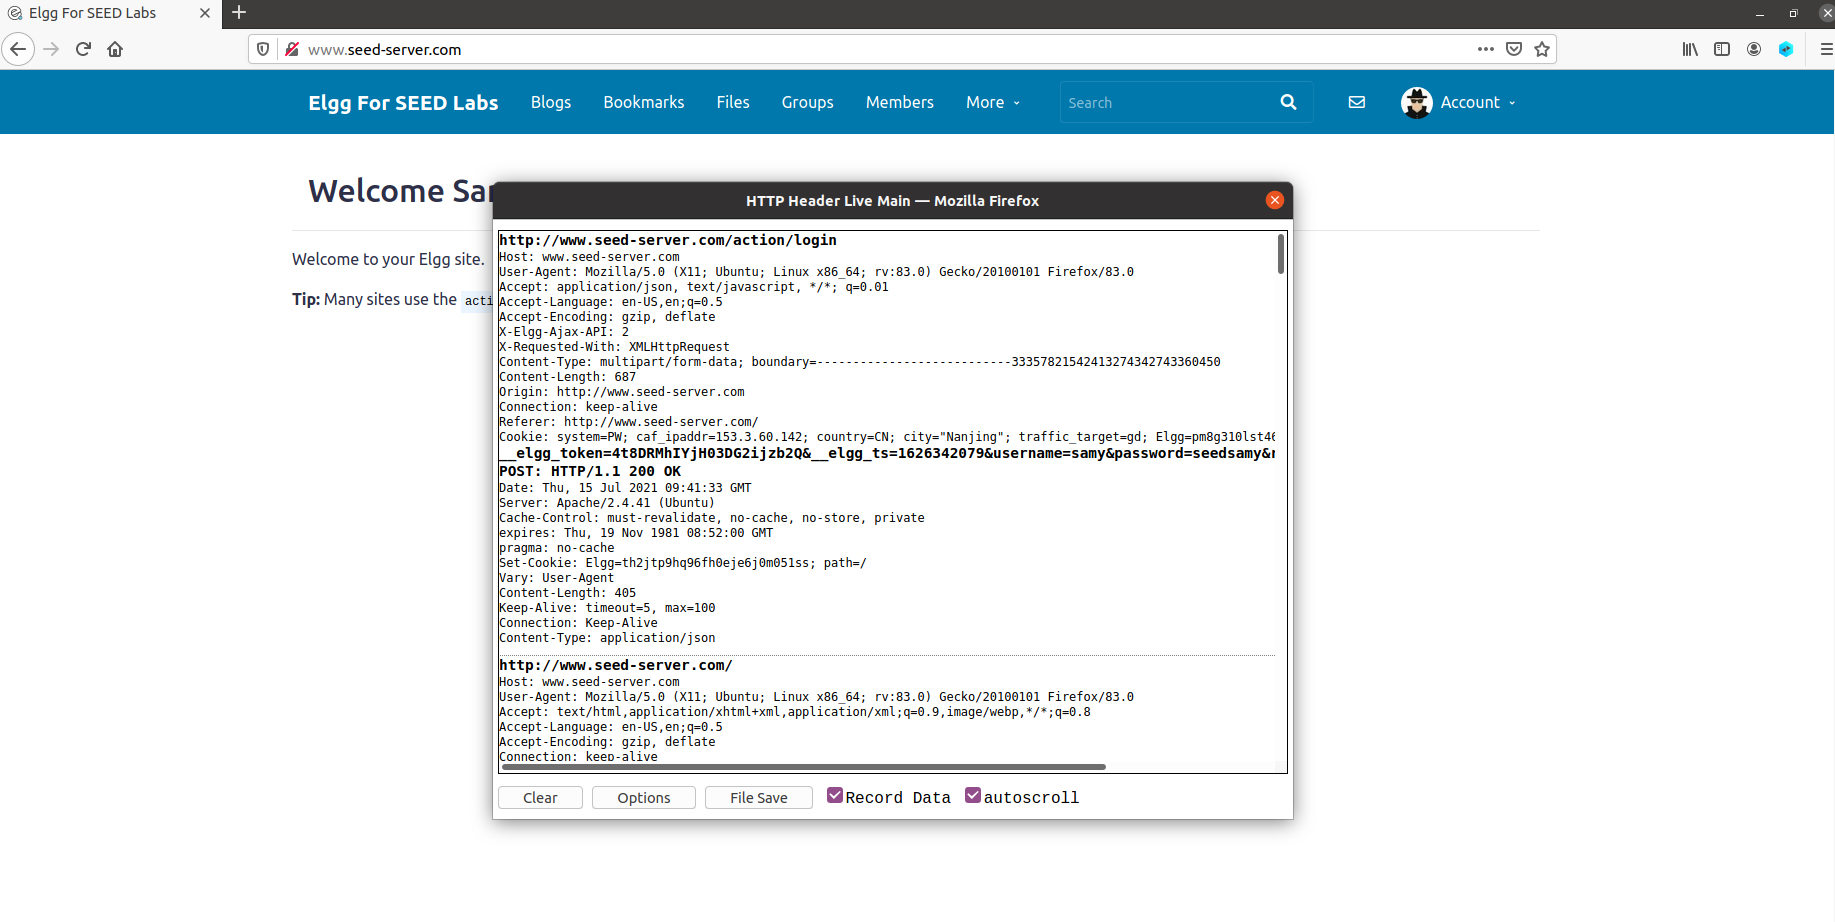 Elgg For SEED Labs
www.seed-server.com
Elgg For SEED Labs Blogs Bookmarks Files Groups Members More Search Account
Welcome Sa
Welcome to your Elgg site.
Tip: Many sites use the acti
HTTP Header Live Main — Mozilla Firefox
http://www.seed-server.com/action/login
Host: www.seed-server.com
User-Agent: Mozilla/5.0 (X11; Ubuntu; Linux x86_64; rv:83.0) Gecko/20100101 Firefox/83.0
Accept: application/json, text/javascript, */*; q=0.01
Accept-Language: en-US,en;q=0.5
Accept-Encoding: gzip, deflate
X-Elgg-Ajax-API: 2
X-Requested-With: XMLHttpRequest
Content-Type: multipart/form-data; boundary=---------------------------33357821542413274342743360450
Content-Length: 687
Origin: http://www.seed-server.com
Connection: keep-alive
Referer: http://www.seed-server.com/
Cookie: system=PW; caf_ipaddr=153.3.60.142; country=CN; city="Nanjing"; traffic_target=gd; Elgg=pm8g310lst46
__elgg_token=4t8DRMhIYjH03DG2ijzb2Q&__elgg_ts=1626342079&username=samy&password=seedsamy&r
POST: HTTP/1.1 200 OK
Date: Thu, 15 Jul 2021 09:41:33 GMT
Server: Apache/2.4.41 (Ubuntu)
Cache-Control: must-revalidate, no-cache, no-store, private
expires: Thu, 19 Nov 1981 08:52:00 GMT
pragma: no-cache
Set-Cookie: Elgg=th2jtp9hq96fh0eje6j0m051ss; path=/
Vary: User-Agent
Content-Length: 405
Keep-Alive: timeout=5, max=100
Connection: Keep-Alive
Content-Type: application/json
http://www.seed-server.com/
Host: www.seed-server.com
User-Agent: Mozilla/5.0 (X11; Ubuntu; Linux x86_64; rv:83.0) Gecko/20100101 Firefox/83.0
Accept: text/html,application/xhtml+xml,application/xml;q=0.9,image/webp,*/*;q=0.8
Accept-Language: en-US,en;q=0.5
Accept-Encoding: gzip, deflate
Connection: keep-alive
Clear Options File Save Record Data autoscroll